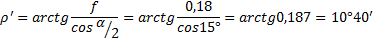 ρ′ = arctg f / cos α/2 = arctg 0,18 / cos15° = arctg0,187 = 10°40′